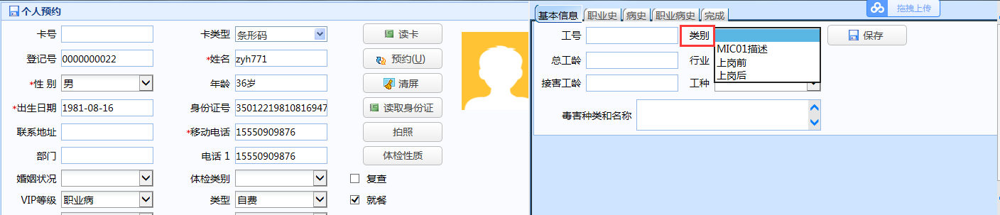 个人预约
卡号
卡类型 条形码
读卡
登记号 0000000022
*姓名 zyh771
预约(U)
*性 别 男
年龄 36岁
清屏
*出生日期 1981-08-16
身份证号 35012219810816947
读取身份证
联系地址
*移动电话 15550909876
拍照
部门
电话 1 15550909876
体检性质
婚姻状况
体检类别
复查
VIP等级 职业病
类型 自费
就餐
拖拽上传
基本信息 职业史 病史 职业病史 完成
工号
类别
保存
MIC01描述
上岗前
上岗后
总工龄
行业
接害工龄
工种
毒害种类和名称